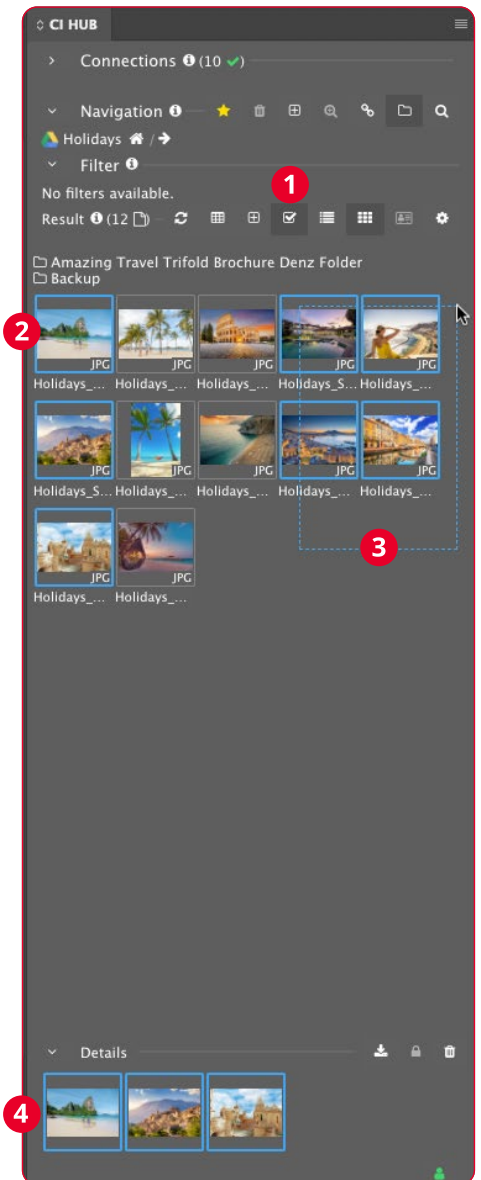 CI HUB
Connections (10 ✔)
Navigation
Holidays /
Filter
1
No filters available.
Result (12 )
Amazing Travel Trifold Brochure Denz Folder
Backup
2
JPG JPG JPG JPG JPG
Holidays_... Holidays_... Holidays_... Holidays_S... Holidays_...
JPG JPG JPG JPG JPG
Holidays_S... Holidays_... Holidays_... Holidays_... Holidays_...
3
JPG JPG
Holidays_... Holidays_...
Details
4